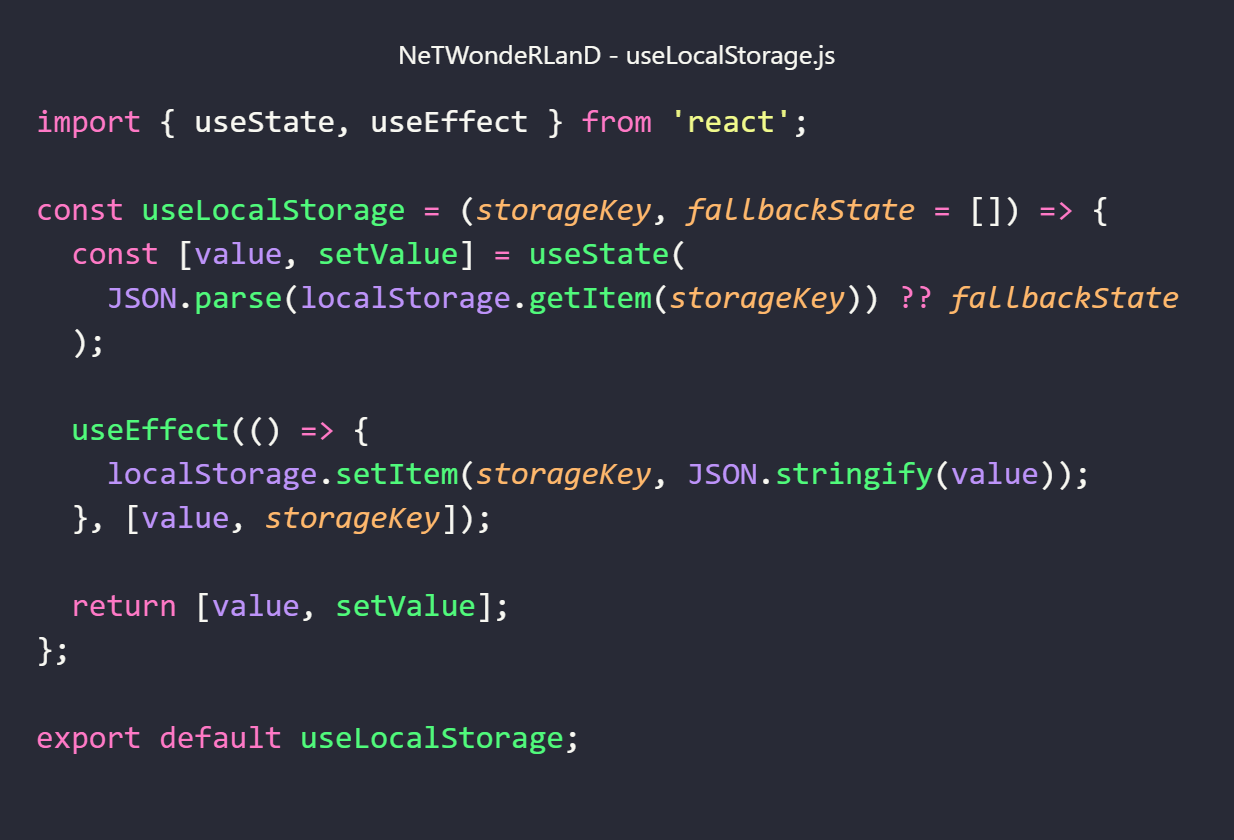 NeTWondeRLanD - useLocalStorage.js
import { useState, useEffect } from 'react';
const useLocalStorage = (storageKey, fallbackState = []) => {
  const [value, setValue] = useState(
    JSON.parse(localStorage.getItem(storageKey)) ?? fallbackState
  );
  useEffect(() => {
    localStorage.setItem(storageKey, JSON.stringify(value));
  }, [value, storageKey]);
  return [value, setValue];
};
export default useLocalStorage;